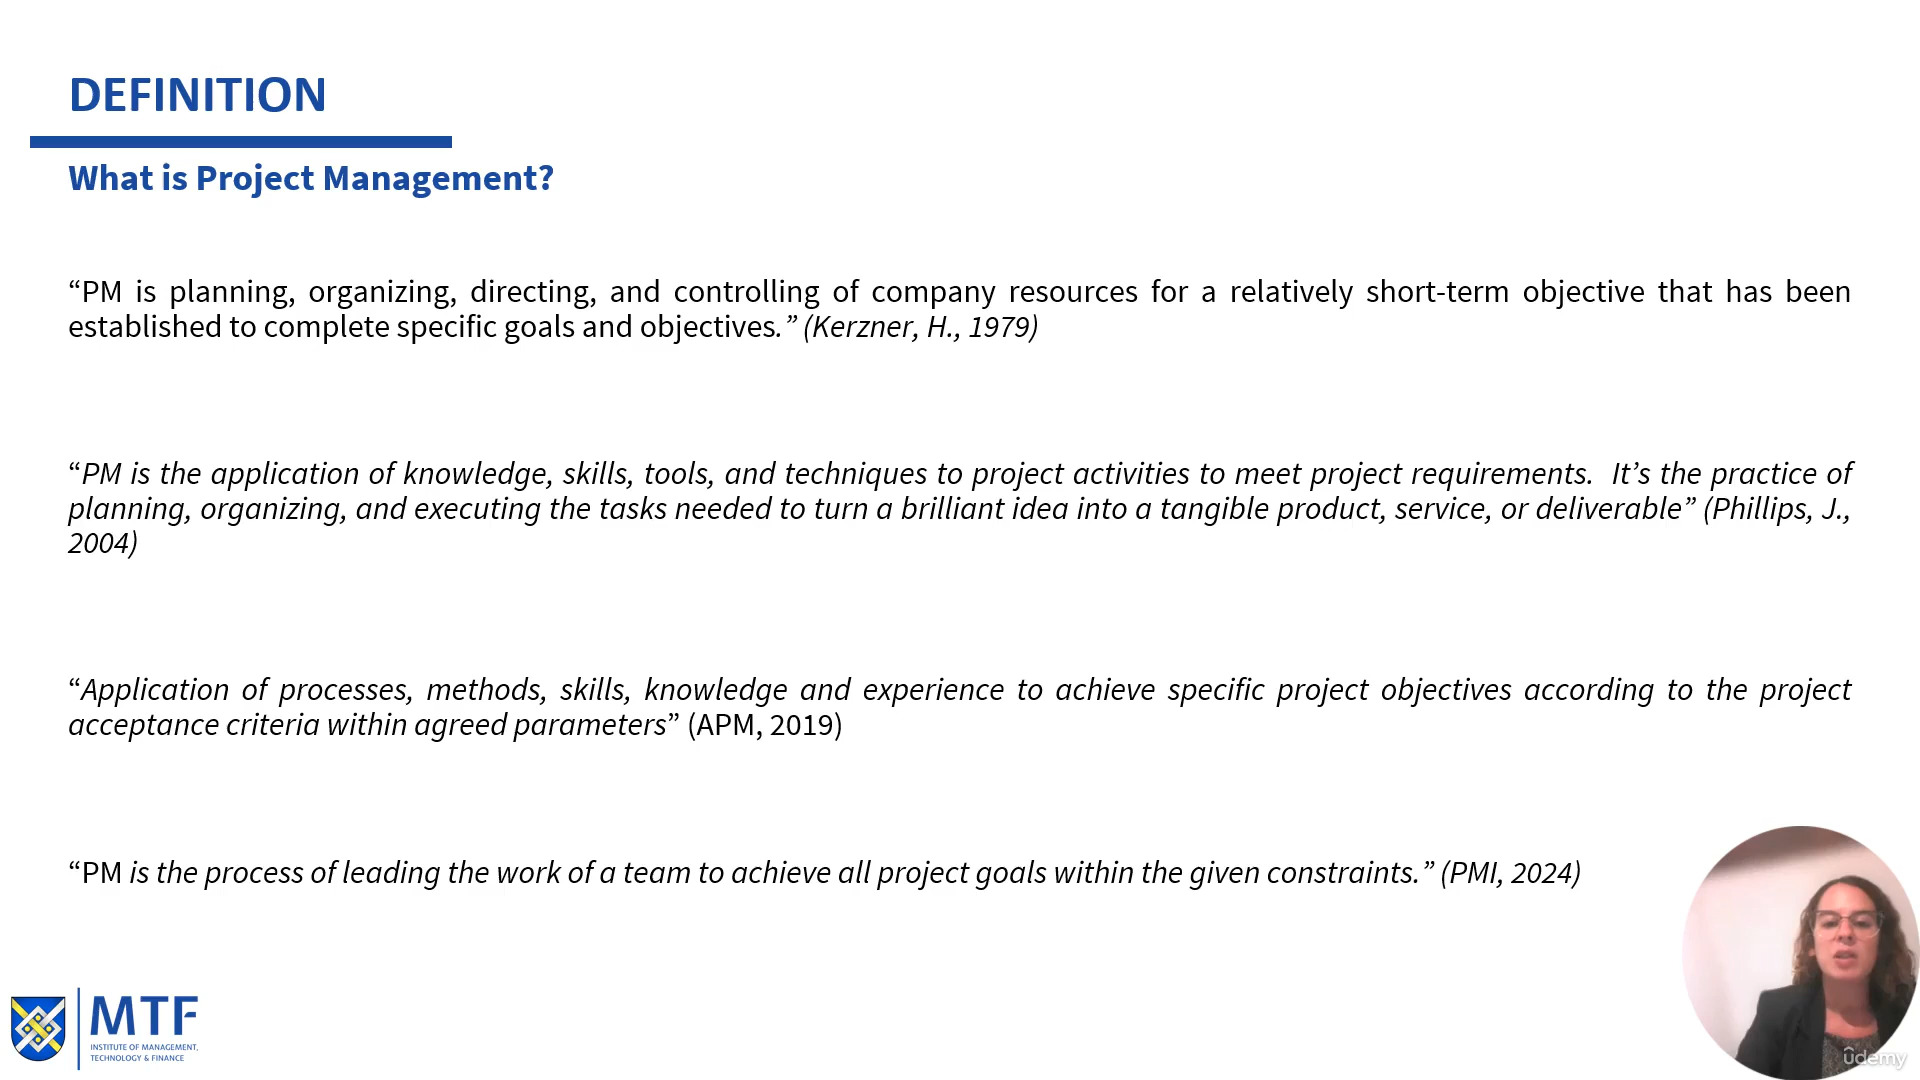 DEFINITION
What is Project Management?
“PM is planning, organizing, directing, and controlling of company resources for a relatively short-term objective that has been
established to complete specific goals and objectives.” (Kerzner, H., 1979)
“PM is the application of knowledge, skills, tools, and techniques to project activities to meet project requirements.  It’s the practice of
planning, organizing, and executing the tasks needed to turn a brilliant idea into a tangible product, service, or deliverable” (Phillips, J.,
2004)
“Application of processes, methods, skills, knowledge and experience to achieve specific project objectives according to the project
acceptance criteria within agreed parameters” (APM, 2019)
“PM is the process of leading the work of a team to achieve all project goals within the given constraints.” (PMI, 2024)
MTF
INSTITUTE OF MANAGEMENT,
TECHNOLOGY & FINANCE
udemy